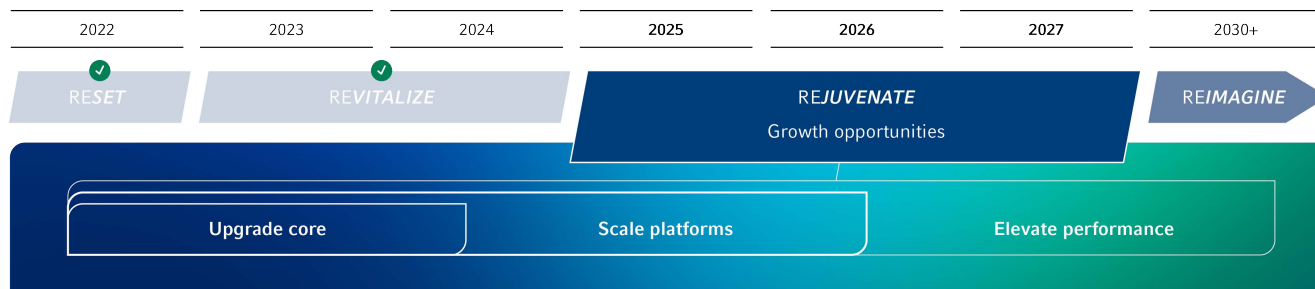 2022 2023 2024 2025 2026 2027 2030+
RESET REVITALIZE REJUVENATE REIMAGINE
Growth opportunities
Upgrade core Scale platforms Elevate performance